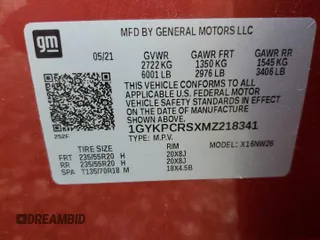 gm
MFD BY GENERAL MOTORS LLC
05/21 GVWR GAWR FRT GAWR RR
2722 KG 1350 KG 1545 KG
6001 LB 2976 LB 3406 LB
THIS VEHICLE CONFORMS TO ALL APPLICABLE
U.S. FEDERAL MOTOR VEHICLE SAFETY
STANDARDS IN EFFECT ON THE DATE
OF MANUFACTURE SHOWN ABOVE.
1GYKPCRSXMZ218341
252F
TYPE: M.P.V. MODEL: X16NW26
TIRE SIZE RIM
FRT 235/55R20 H 20X8J
RR 235/55R20 H 20X8J
SPA T135/70R18 M 18X4.5B
DREAMBID